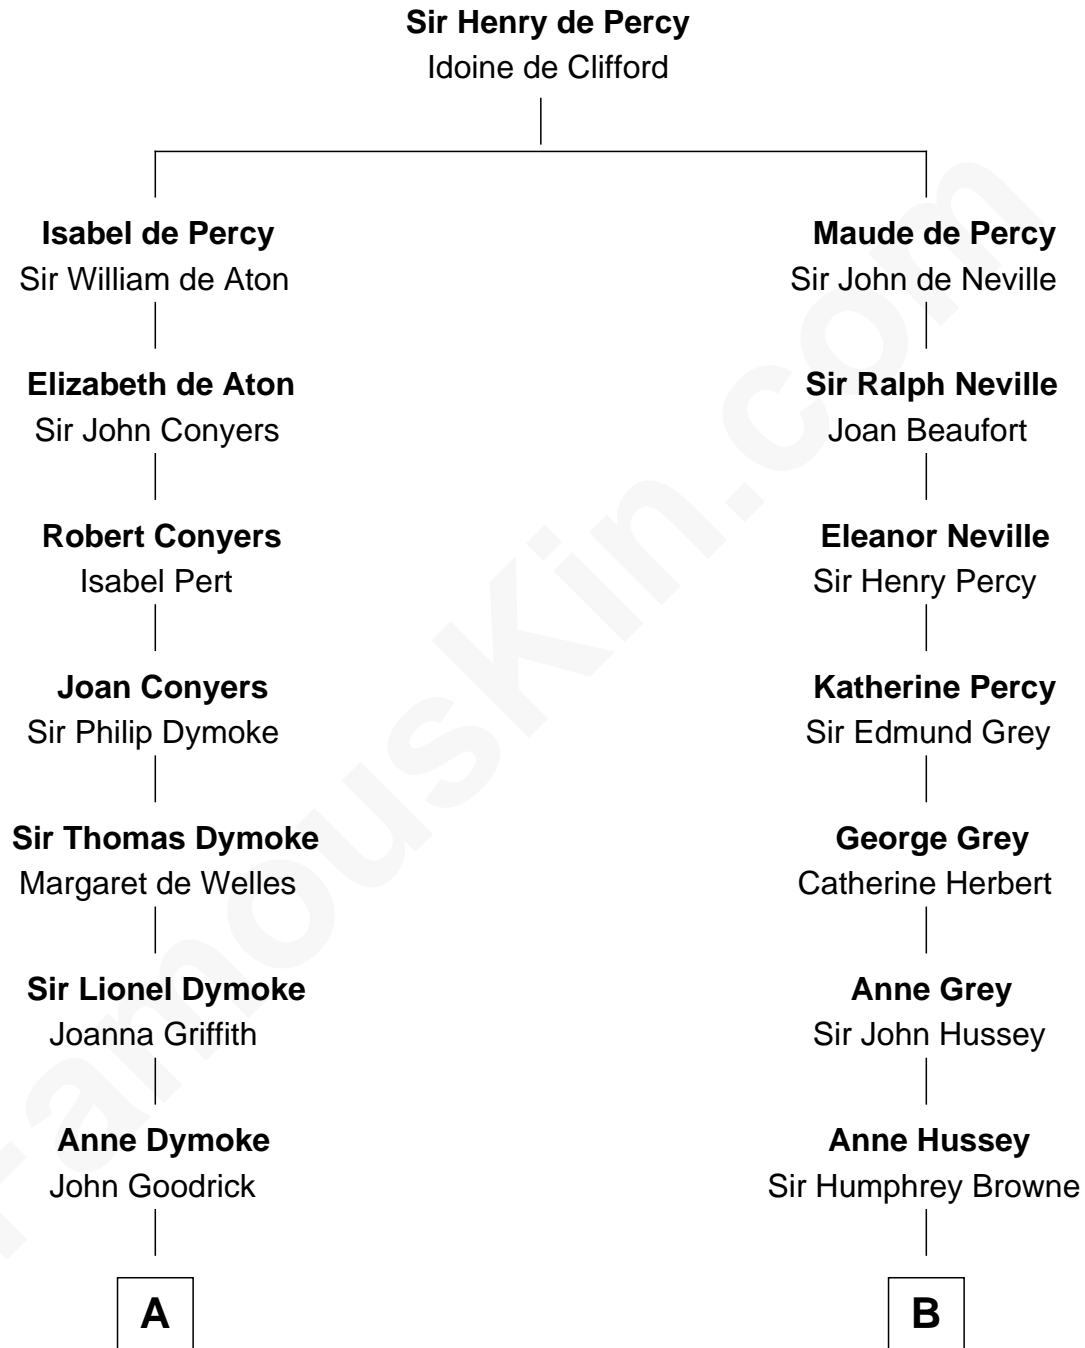 Sir Henry de Percy
Idoine de Clifford
Isabel de Percy
Sir William de Aton
Maude de Percy
Sir John de Neville
Elizabeth de Aton
Sir John Conyers
Sir Ralph Neville
Joan Beaufort
Robert Conyers
Isabel Pert
Eleanor Neville
Sir Henry Percy
Joan Conyers
Sir Philip Dymoke
Katherine Percy
Sir Edmund Grey
Sir Thomas Dymoke
Margaret de Welles
George Grey
Catherine Herbert
Sir Lionel Dymoke
Joanna Griffith
Anne Grey
Sir John Hussey
Anne Dymoke
John Goodrick
Anne Hussey
Sir Humphrey Browne
A
B
FamousKin.com